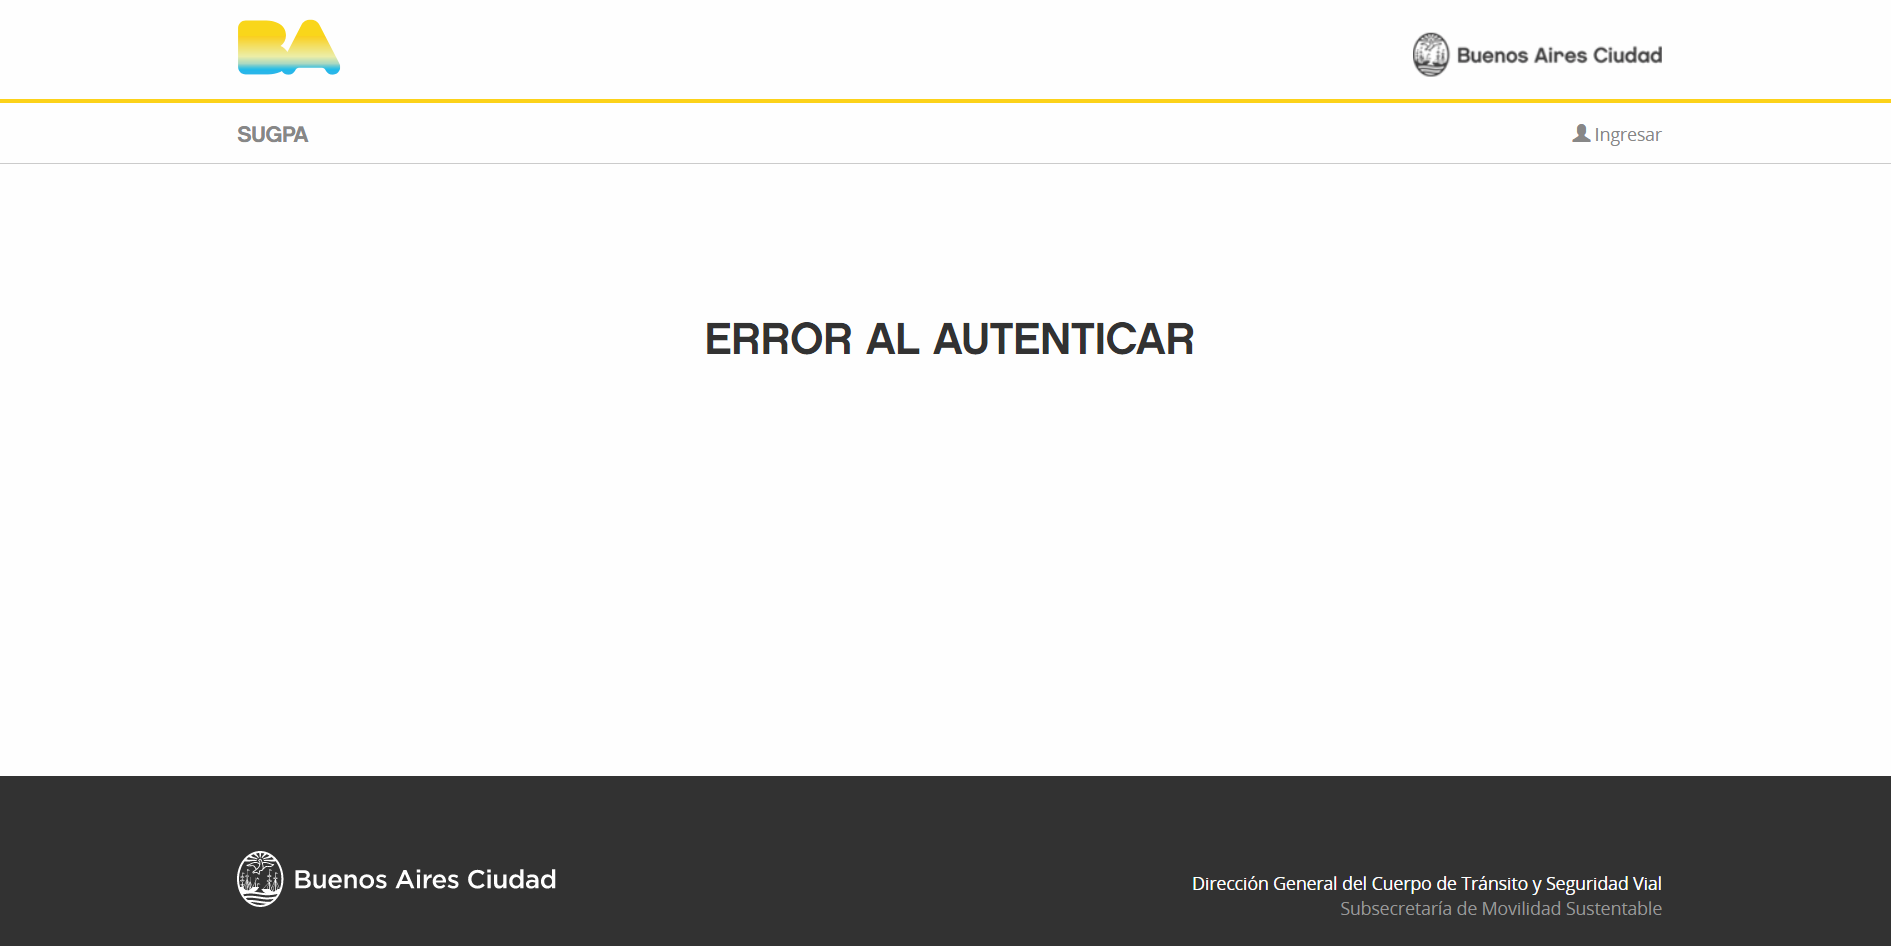 BA
Buenos Aires Ciudad
SUGPA
Ingresar
ERROR AL AUTENTICAR
Buenos Aires Ciudad
Dirección General del Cuerpo de Tránsito y Seguridad Vial
Subsecretaría de Movilidad Sustentable